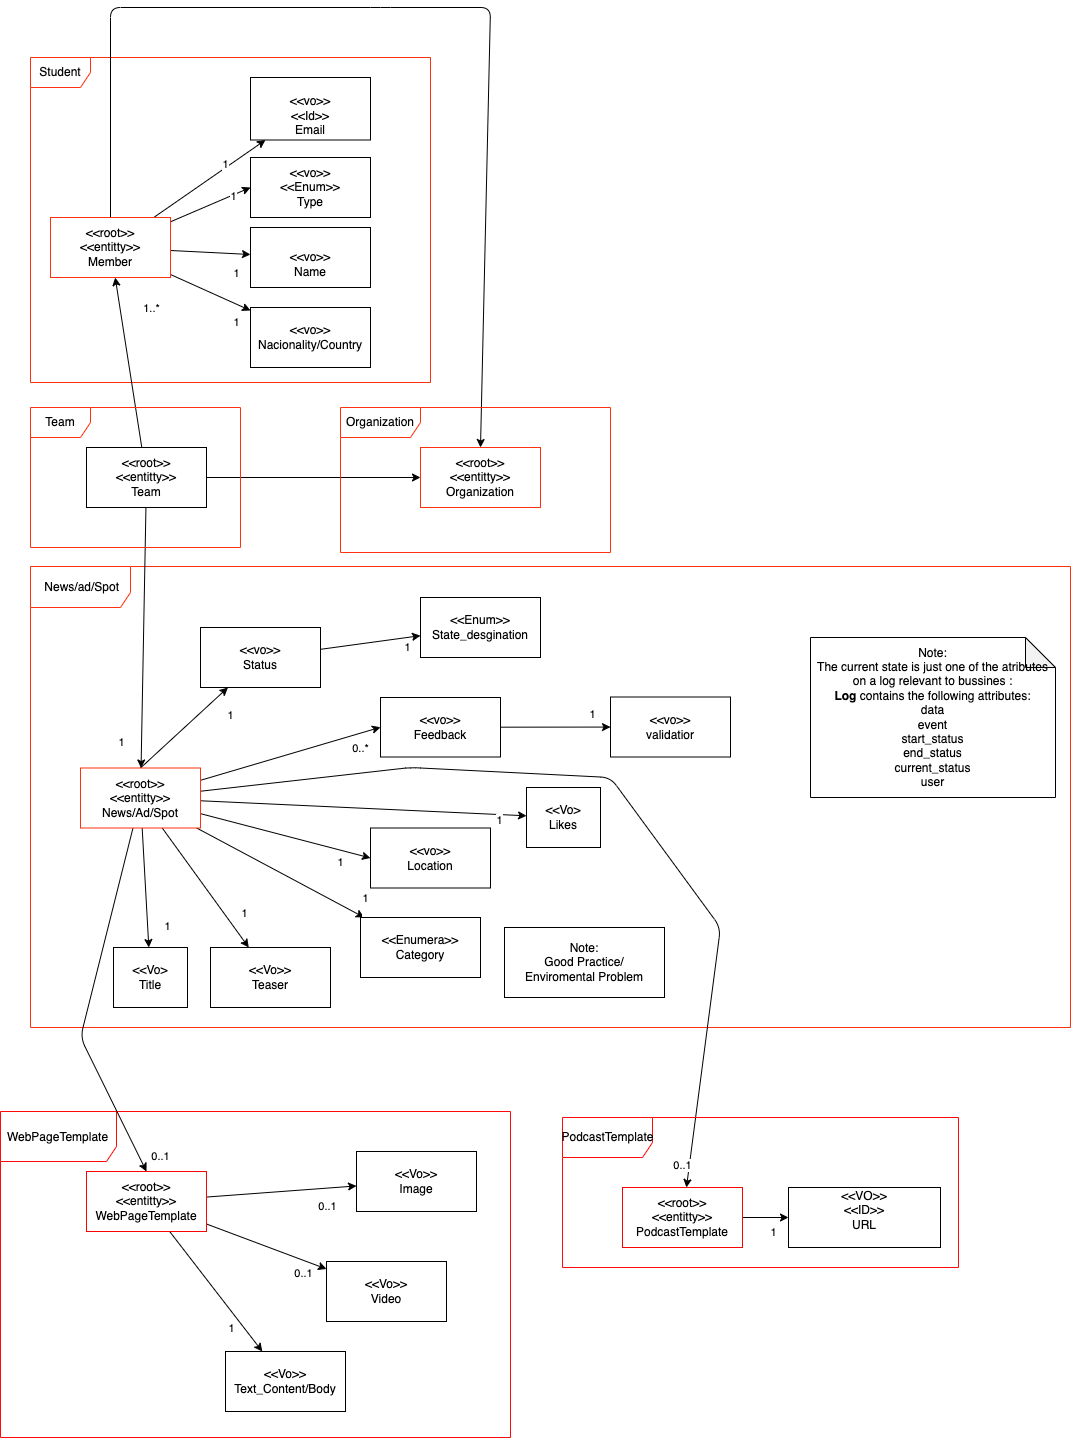 Student
<<vo>>
<<Id>>
Email
1
<<vo>>
<<Enum>>
Type
1
<<root>>
<<entity>>
Member
<<vo>>
Name
1
1..*
<<vo>>
Nacionality/Country
1
Team
<<root>>
<<entity>>
Team
Organization
<<root>>
<<entity>>
Organization
News/ad/Spot
<<vo>>
Status
1
<<Enum>>
State_desgination
1
Note:
The current state is just one of the atributes
on a log relevant to bussines :
Log contains the following attributes:
data
event
start_status
end_status
current_status
user
<<vo>>
Feedback
0..*
1
<<vo>>
validatior
1
<<root>>
<<entity>>
News/Ad/Spot
<<Vo>
Likes
1
<<vo>>
Location
1
1
<<Enumera>>
Category
Note:
Good Practice/
Enviromental Problem
1
<<Vo>
Title
1
<<Vo>>
Teaser
WebPageTemplate
0..1
<<root>>
<<entity>>
WebPageTemplate
<<Vo>>
Image
0..1
<<Vo>>
Video
0..1
1
<<Vo>>
Text_Content/Body
PodcastTemplate
0..1
<<root>>
<<entity>>
PodcastTemplate
1
<<VO>>
<<ID>>
URL